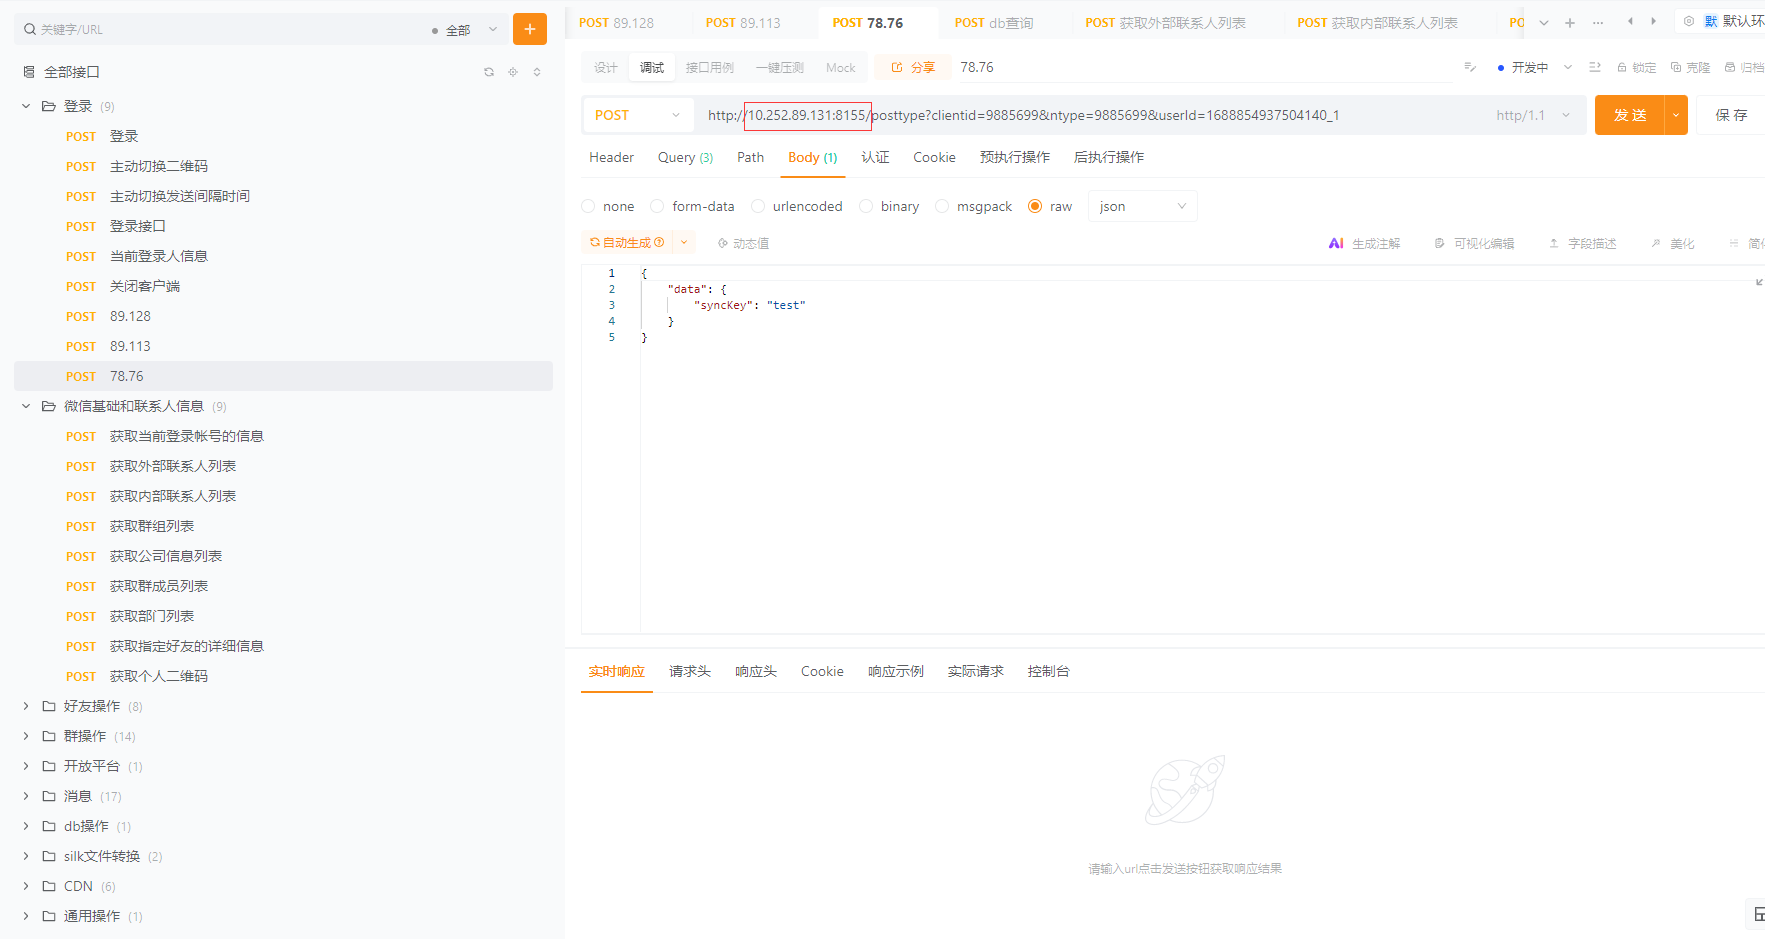 关键字/URL
全部
全部接口
登录 (9)
POST 登录
POST 主动切换二维码
POST 主动切换发送间隔时间
POST 登录接口
POST 当前登录人信息
POST 关闭客户端
POST 89.128
POST 89.113
POST 78.76
微信基础和联系人信息 (9)
POST 获取当前登录帐号的信息
POST 获取外部联系人列表
POST 获取内部联系人列表
POST 获取群组列表
POST 获取公司信息列表
POST 获取群成员列表
POST 获取部门列表
POST 获取指定好友的详细信息
POST 获取个人二维码
好友操作 (8)
群操作 (14)
开放平台 (1)
消息 (17)
db操作 (1)
silk文件转换 (2)
CDN (6)
通用操作 (1)
POST 89.128 POST 89.113 POST 78.76 POST db查询 POST 获取外部联系人列表 POST 获取内部联系人列表 PO ... 默 默认环
设计 调试 接口用例 一键压测 Mock 分享 78.76 开发中 锁定 克隆 归档
POST http://10.252.89.131:8155/posttype?clientid=9885699&ntype=9885699&userId=1688854937504140_1 http/1.1 发送 保存
Header Query (3) Path Body (1) 认证 Cookie 预执行操作 后执行操作
none form-data urlencoded binary msgpack raw json
自动生成 动态值 AI 生成注解 可视化编辑 字段描述 美化 简化
1 {
2 "data": {
3 "syncKey": "test"
4 }
5 }
实时响应 请求头 响应头 Cookie 响应示例 实际请求 控制台
请输入url点击发送按钮获取响应结果